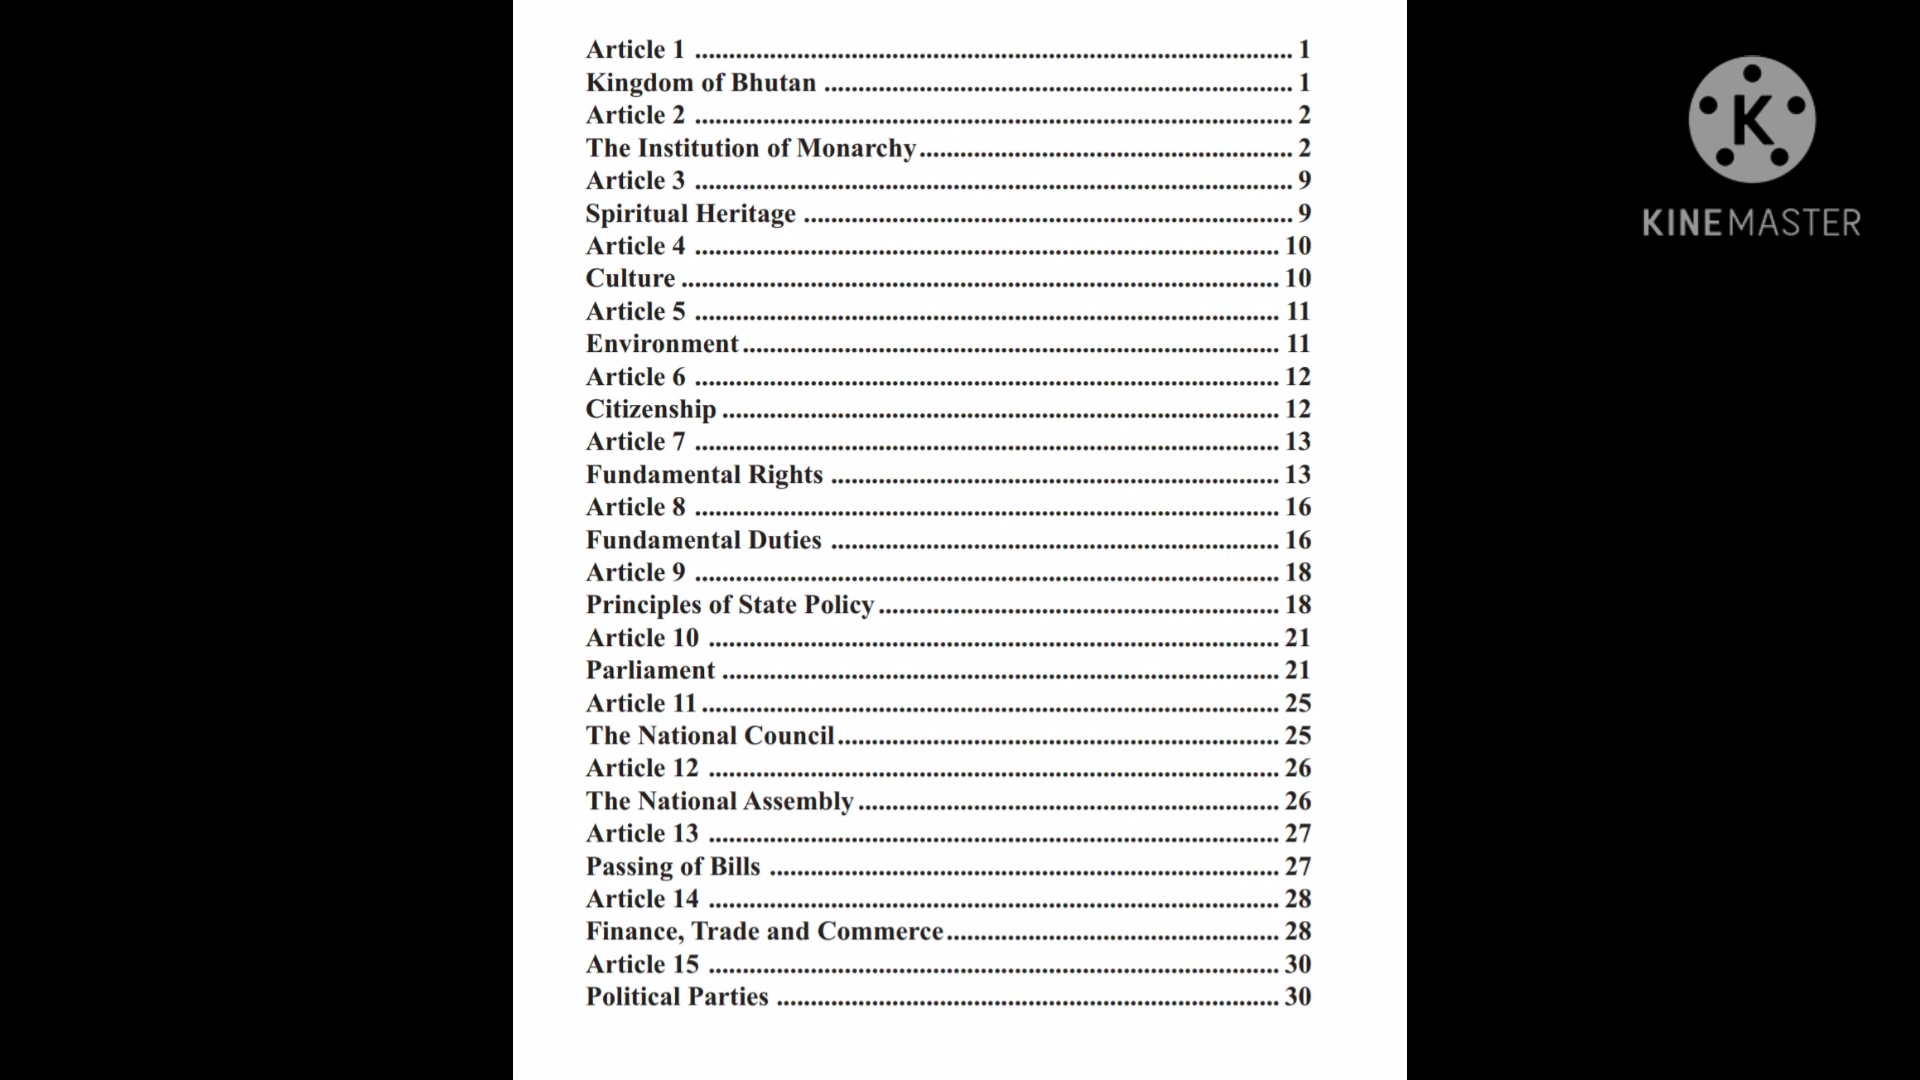 Article 1 ........................................................................................ 1
Kingdom of Bhutan ..................................................................... 1
Article 2 ........................................................................................ 2
The Institution of Monarchy....................................................... 2
Article 3 ........................................................................................ 9
Spiritual Heritage ........................................................................ 9
Article 4 ...................................................................................... 10
Culture ........................................................................................ 10
Article 5 ...................................................................................... 11
Environment............................................................................... 11
Article 6 ...................................................................................... 12
Citizenship .................................................................................. 12
Article 7 ...................................................................................... 13
Fundamental Rights .................................................................. 13
Article 8 ...................................................................................... 16
Fundamental Duties .................................................................. 16
Article 9 ...................................................................................... 18
Principles of State Policy........................................................... 18
Article 10 .................................................................................... 21
Parliament .................................................................................. 21
Article 11..................................................................................... 25
The National Council................................................................. 25
Article 12 .................................................................................... 26
The National Assembly.............................................................. 26
Article 13 .................................................................................... 27
Passing of Bills ........................................................................... 27
Article 14 .................................................................................... 28
Finance, Trade and Commerce................................................. 28
Article 15 .................................................................................... 30
Political Parties .......................................................................... 30
K
KINEMASTER